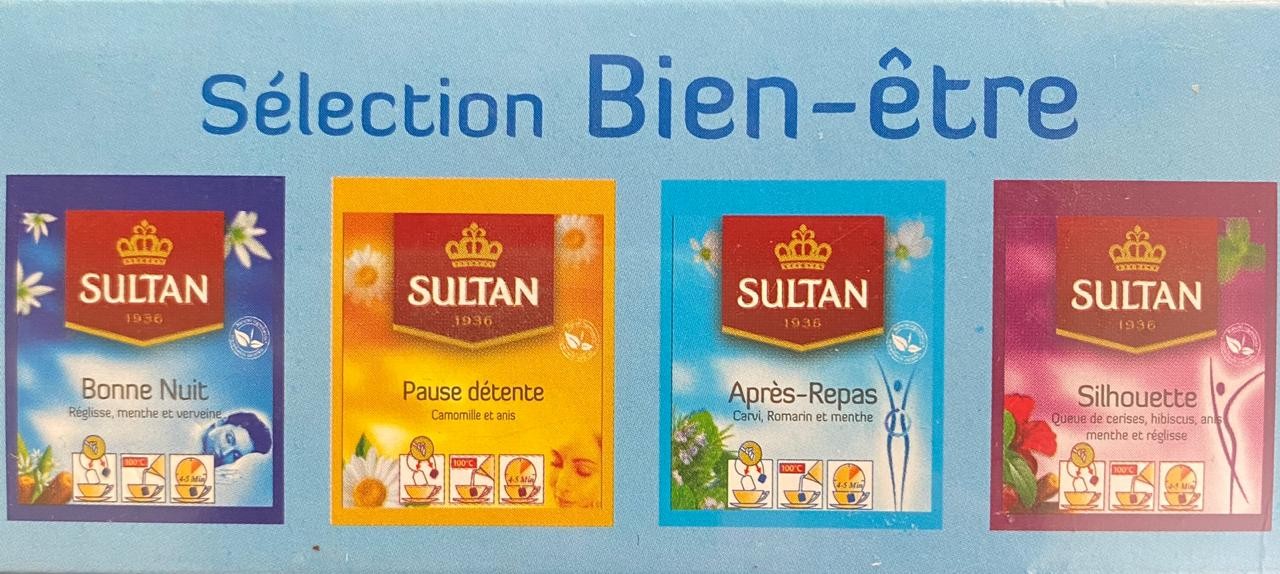 Sélection Bien-être
SULTAN
1936
Bonne Nuit
Réglisse, menthe et verveine
100°C
4-5 Min
SULTAN
1936
Pause détente
Camomille et anis
100°C
4-5 Min
SULTAN
1936
Après-Repas
Carvi, Romarin et menthe
100°C
4-5 Min
SULTAN
1936
Silhouette
Queue de cerises, hibiscus, anis
menthe et réglisse
100°C
4-5 Min